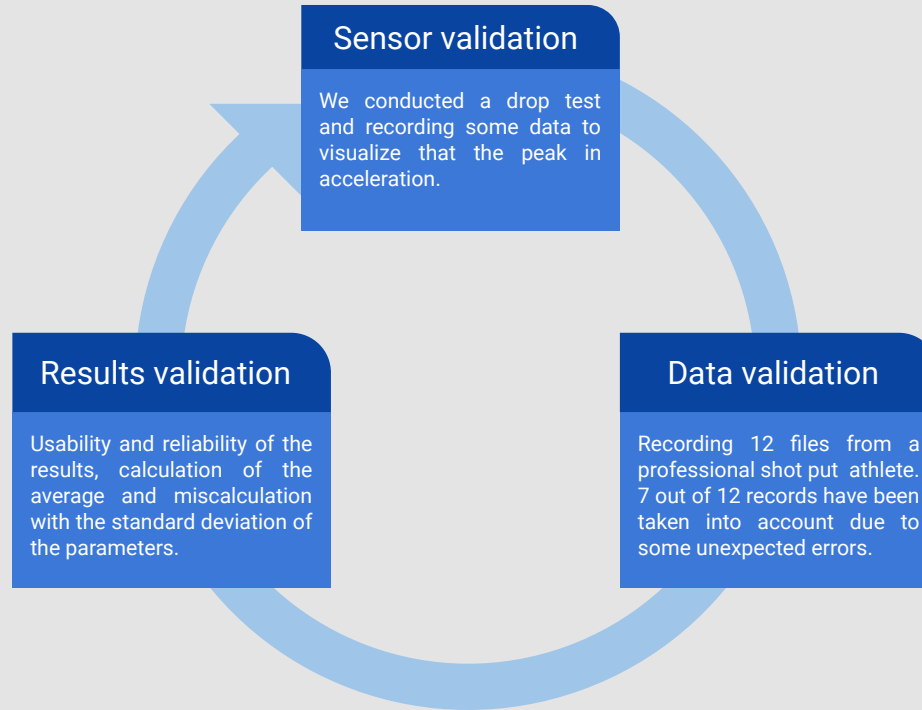 Sensor validation
We conducted a drop test
and recording some data to
visualize that the peak in
acceleration.
Results validation
Usability and reliability of the
results, calculation of the
average and miscalculation
with the standard deviation of
the parameters.
Data validation
Recording 12 files from a
professional shot put athlete.
7 out of 12 records have been
taken into account due to
some unexpected errors.